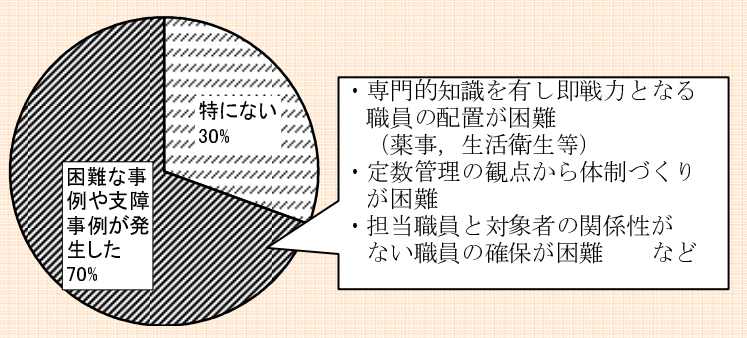 特にない
30%
困難な事
例や支障
事例が発
生した
70%
・専門的知識を有し即戦力となる
職員の配置が困難
（薬事，生活衛生等）
・定数管理の観点から体制づくり
が困難
・担当職員と対象者の関係性が
ない職員の確保が困難　　など